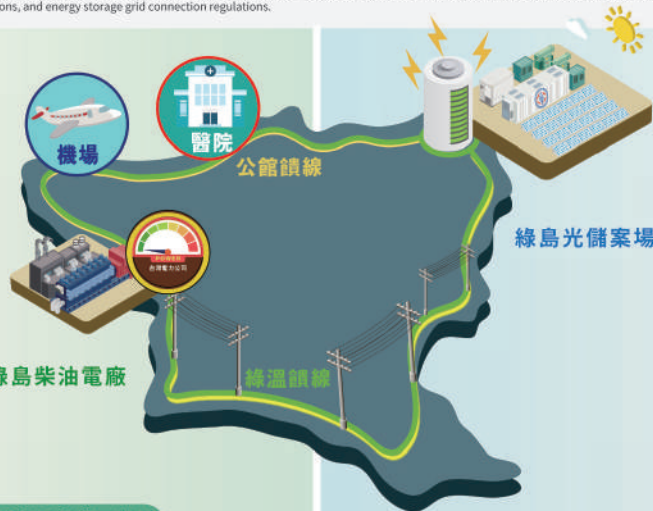 ons, and energy storage grid connection regulations.
機場
醫院
公館饋線
綠島光儲案場
POWER
台灣電力公司
綠島柴油電廠
綠溫饋線